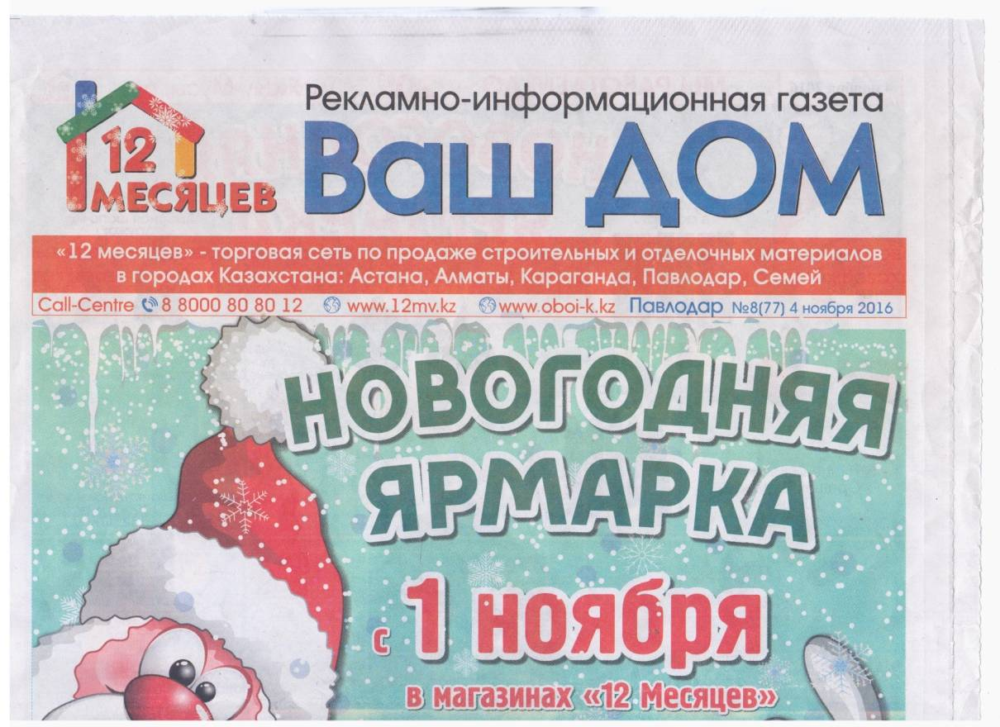 12
МЕСЯЦЕВ
Рекламно-информационная газета
Ваш ДОМ
«12 месяцев» - торговая сеть по продаже строительных и отделочных материалов
в городах Казахстана: Астана, Алматы, Караганда, Павлодар, Семей
Call-Centre 8 8000 80 80 12 www.12mv.kz www.oboi-k.kz Павлодар №8(77) 4 ноября 2016
НОВОГОДНЯЯ
ЯРМАРКА
с 1 ноября
в магазинах «12 Месяцев»